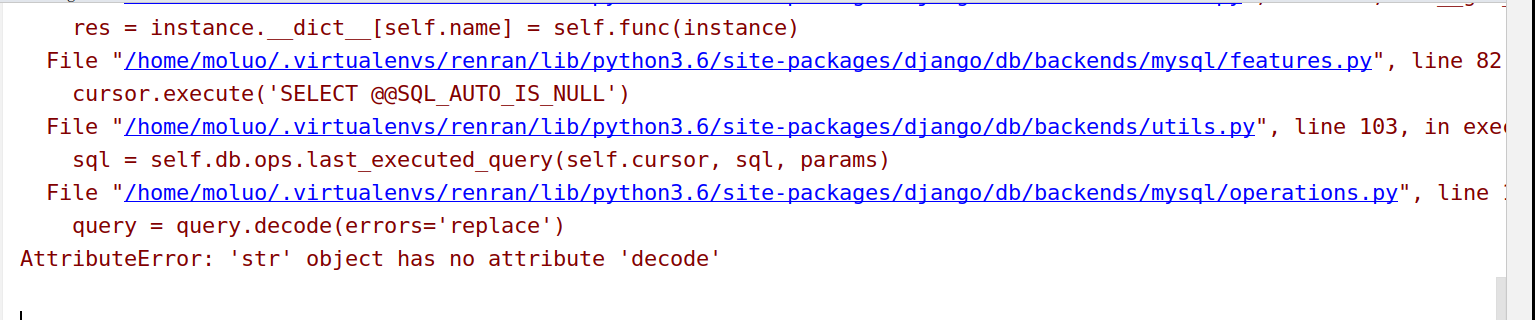 res = instance.__dict__[self.name] = self.func(instance)
File "/home/moluo/.virtualenvs/renran/lib/python3.6/site-packages/django/db/backends/mysql/features.py", line 82
cursor.execute('SELECT @@SQL_AUTO_IS_NULL')
File "/home/moluo/.virtualenvs/renran/lib/python3.6/site-packages/django/db/backends/utils.py", line 103, in exec
sql = self.db.ops.last_executed_query(self.cursor, sql, params)
File "/home/moluo/.virtualenvs/renran/lib/python3.6/site-packages/django/db/backends/mysql/operations.py", line
query = query.decode(errors='replace')
AttributeError: 'str' object has no attribute 'decode'